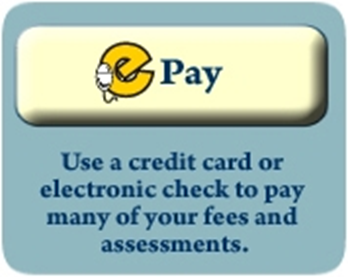 e Pay
Use a credit card or
electronic check to pay
many of your fees and
assessments.